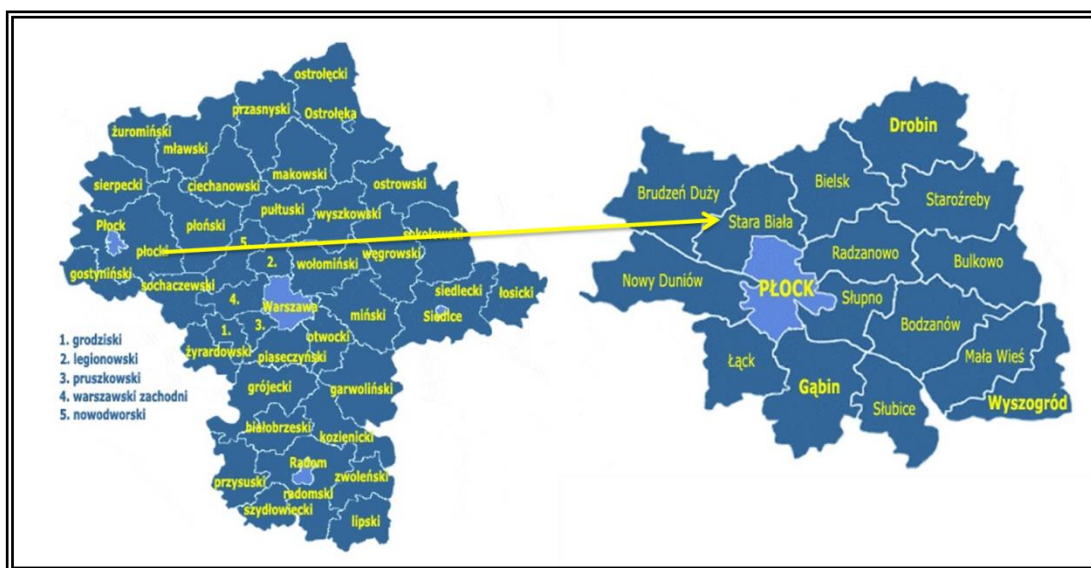 ostrołęcki
przasnyski
Ostrołęka
żuromiński
mławski
makowski
sierpecki
ciechanowski
ostrowski
pułtuski
wyszkowski
Płock
płoński
sokołowski
płocki
5.
węgrowski
gostyniński
2.
wołomiński
sochaczewski
siedlecki
łosicki
4.
Warszawa
miński
Siedlce
1.
3.
otwocki
żyrardowski
piaseczyński
1. grodziski
2. legionowski
3. pruszkowski
4. warszawski zachodni
5. nowodworski
grójecki
garwoliński
białobrzeski
kozienicki
Radom
przysuski
zwoleński
radomski
szydłowiecki
lipski
Drobin
Brudzeń Duży
Bielsk
Staroźreby
Stara Biała
Radzanowo
Bulkowo
Nowy Duniów
PŁOCK
Słupno
Bodzanów
Mała Wieś
Łąck
Gąbin
Słubice
Wyszogród